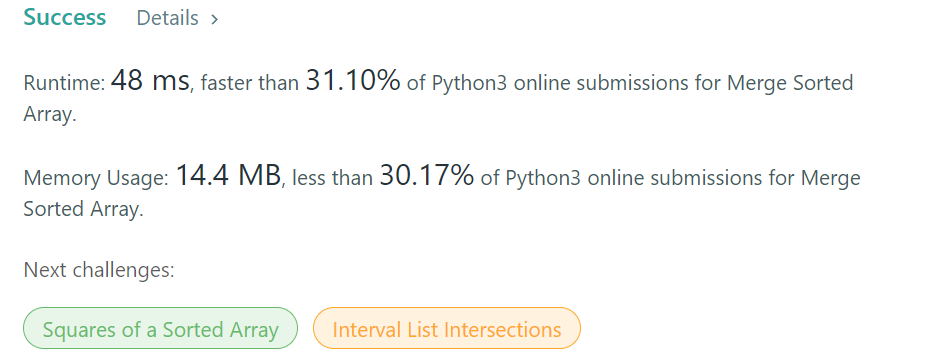 Success Details >
Runtime: 48 ms, faster than 31.10% of Python3 online submissions for Merge Sorted
Array.
Memory Usage: 14.4 MB, less than 30.17% of Python3 online submissions for Merge
Sorted Array.
Next challenges:
Squares of a Sorted Array Interval List Intersections